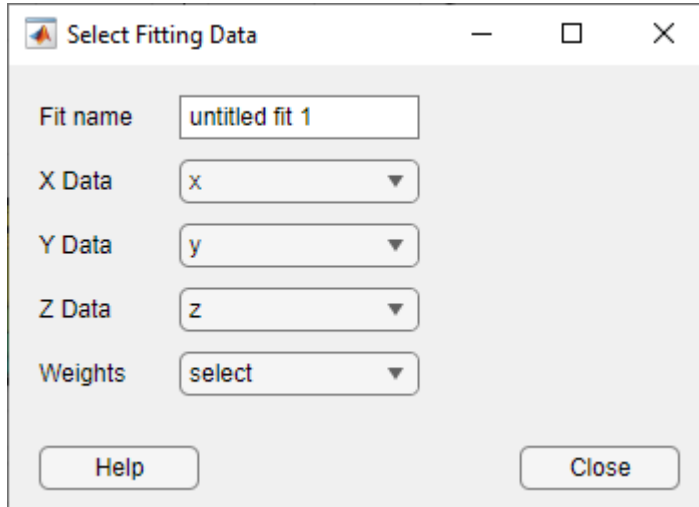 Select Fitting Data
Fit name untitled fit 1
X Data x
Y Data y
Z Data z
Weights select
Help Close